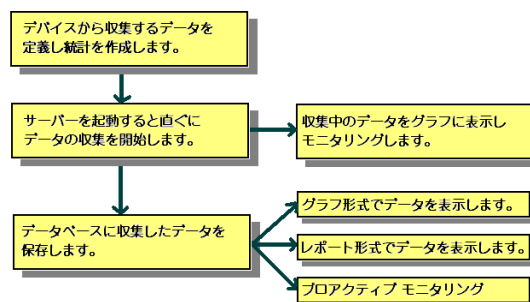 デバイスから収集するデータを
定義し統計を作成します。
サーバーを起動すると直ぐに
データの収集を開始します。
収集中のデータをグラフに表示し
モニタリングします。
データベースに収集したデータを
保存します。
グラフ形式でデータを表示します。
レポート形式でデータを表示します。
プロアクティブ モニタリング